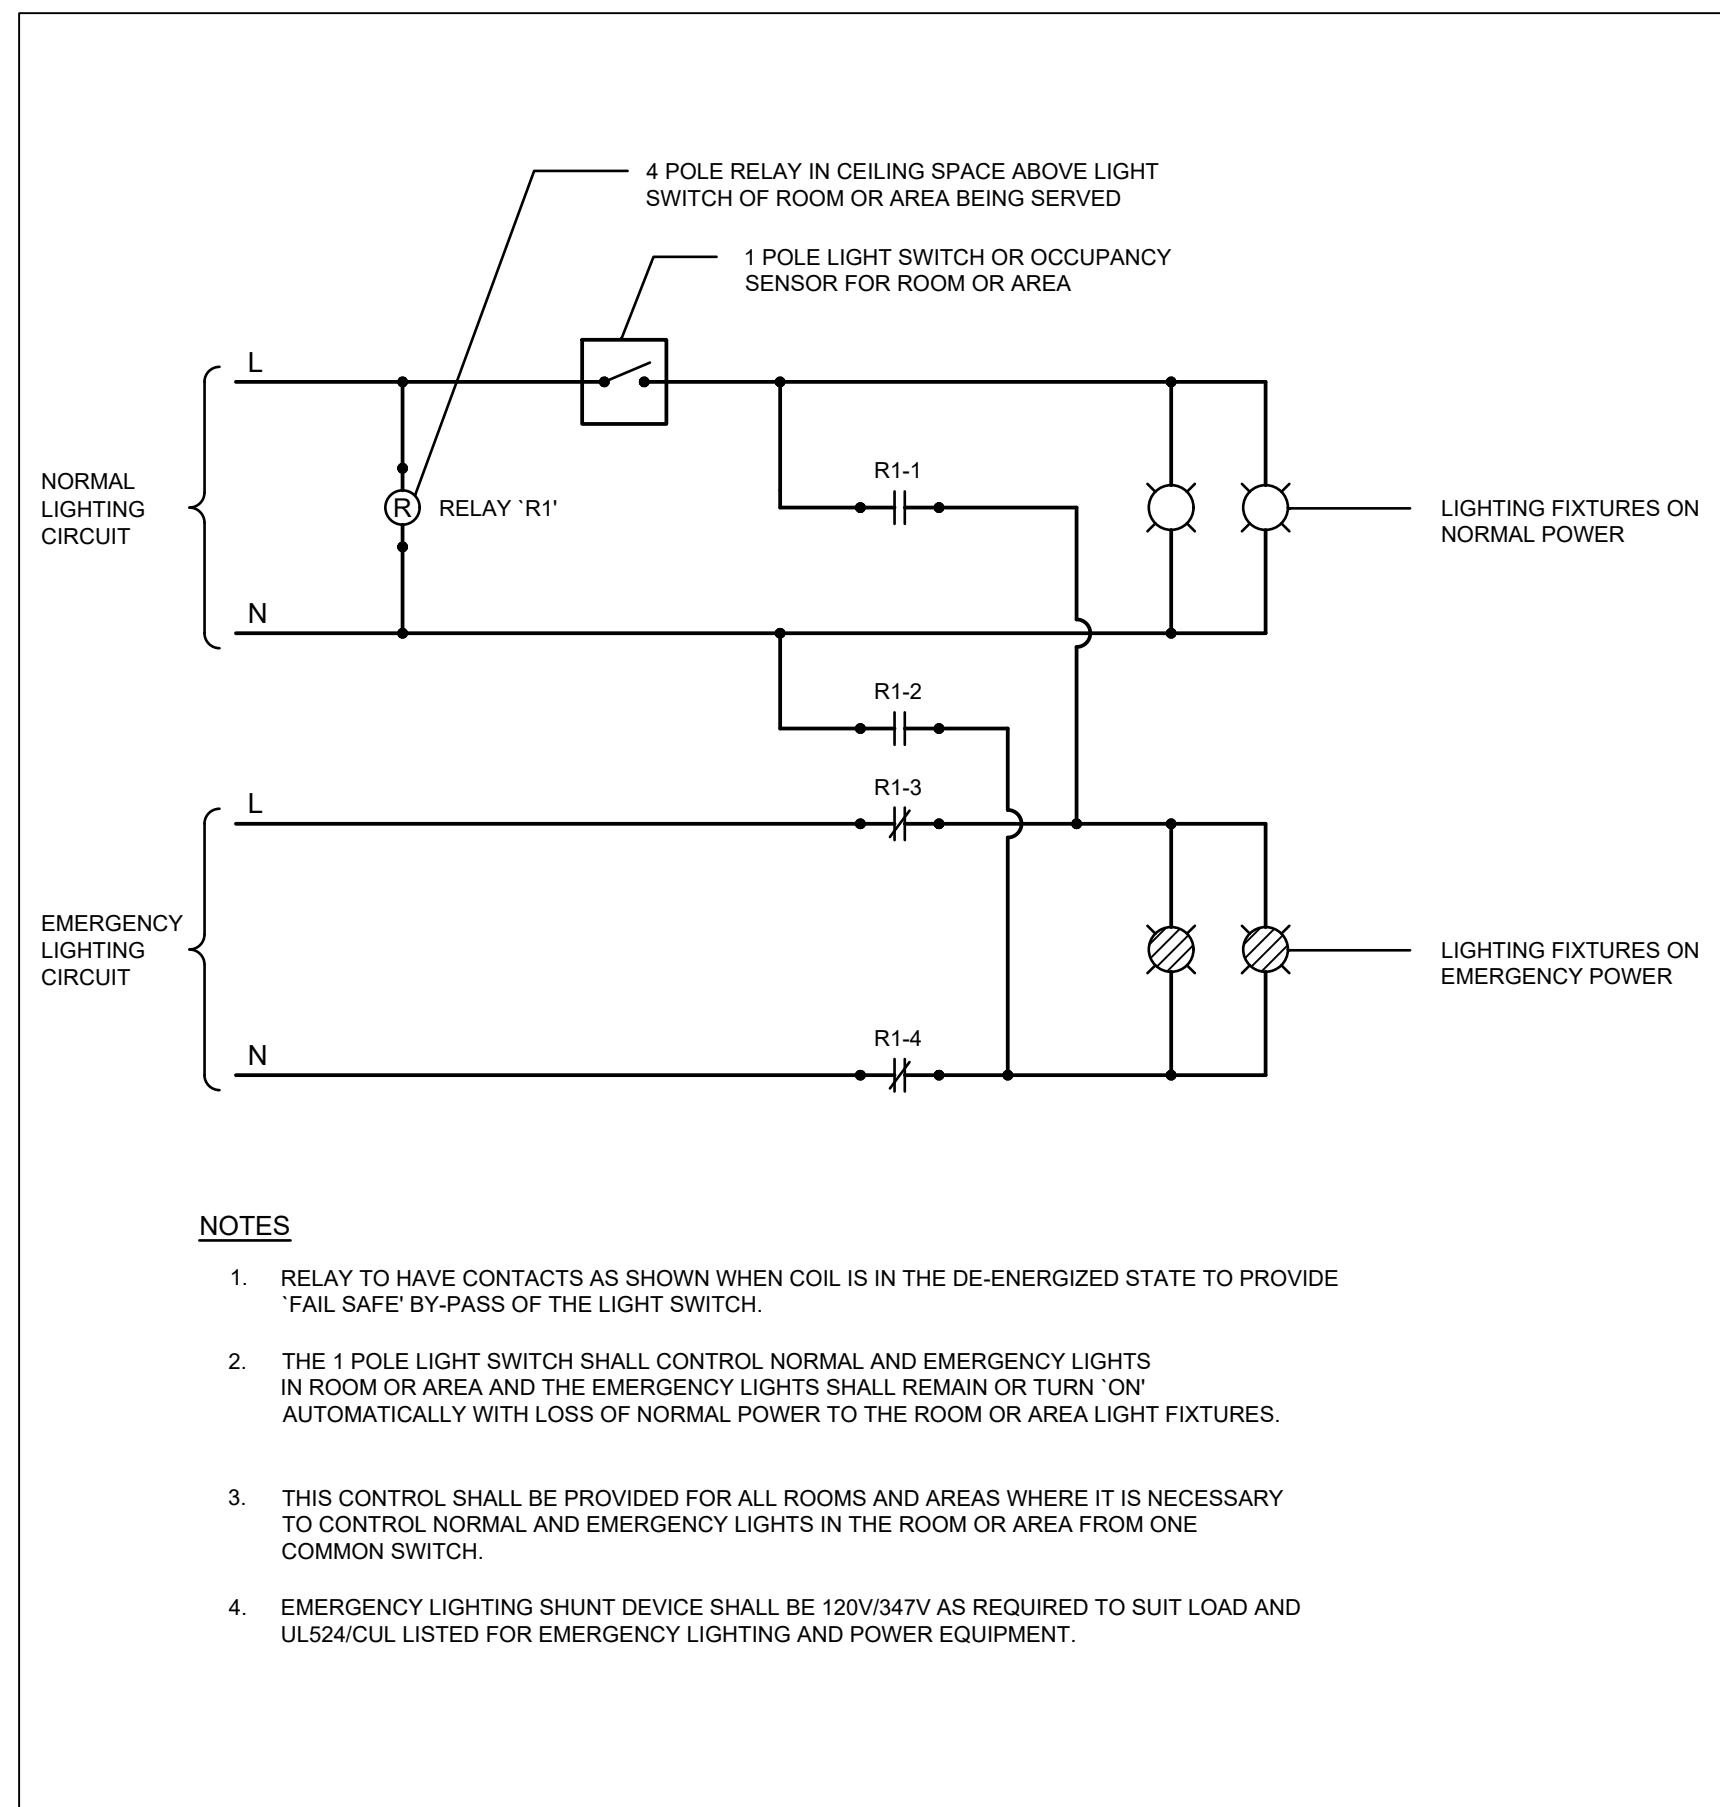 4 POLE RELAY IN CEILING SPACE ABOVE LIGHT
SWITCH OF ROOM OR AREA BEING SERVED
1 POLE LIGHT SWITCH OR OCCUPANCY
SENSOR FOR ROOM OR AREA
L
NORMAL
LIGHTING
CIRCUIT
R
RELAY `R1'
R1-1
LIGHTING FIXTURES ON
NORMAL POWER
N
R1-2
R1-3
L
EMERGENCY
LIGHTING
CIRCUIT
LIGHTING FIXTURES ON
EMERGENCY POWER
R1-4
N
NOTES
1. RELAY TO HAVE CONTACTS AS SHOWN WHEN COIL IS IN THE DE-ENERGIZED STATE TO PROVIDE
`FAIL SAFE' BY-PASS OF THE LIGHT SWITCH.
2. THE 1 POLE LIGHT SWITCH SHALL CONTROL NORMAL AND EMERGENCY LIGHTS
IN ROOM OR AREA AND THE EMERGENCY LIGHTS SHALL REMAIN OR TURN `ON'
AUTOMATICALLY WITH LOSS OF NORMAL POWER TO THE ROOM OR AREA LIGHT FIXTURES.
3. THIS CONTROL SHALL BE PROVIDED FOR ALL ROOMS AND AREAS WHERE IT IS NECESSARY
TO CONTROL NORMAL AND EMERGENCY LIGHTS IN THE ROOM OR AREA FROM ONE
COMMON SWITCH.
4. EMERGENCY LIGHTING SHUNT DEVICE SHALL BE 120V/347V AS REQUIRED TO SUIT LOAD AND
UL524/CUL LISTED FOR EMERGENCY LIGHTING AND POWER EQUIPMENT.